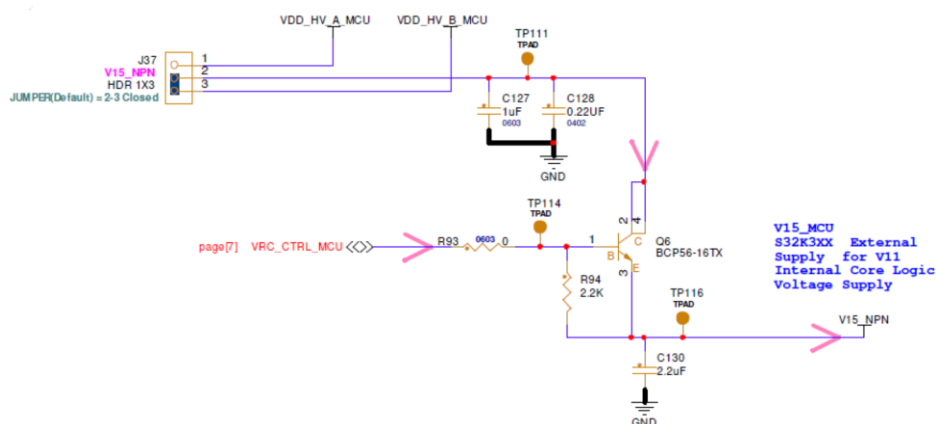 VDD_HV_A_MCU
VDD_HV_B_MCU
TP111
TPAD
J37
V15_NPN
HDR 1X3
JUMPER(Default) = 2-3 Closed
1
2
3
C127
1uF
0603
C128
0.22UF
0402
GND
TP114
TPAD
page[7] VRC_CTRL_MCU
R93
0603
0
1
2
4
C
B
E
3
Q6
BCP56-16TX
R94
2.2K
TP116
TPAD
V15_MCU
S32K3XX External
Supply for V11
Internal Core Logic
Voltage Supply
V15_NPN
C130
2.2uF
GND